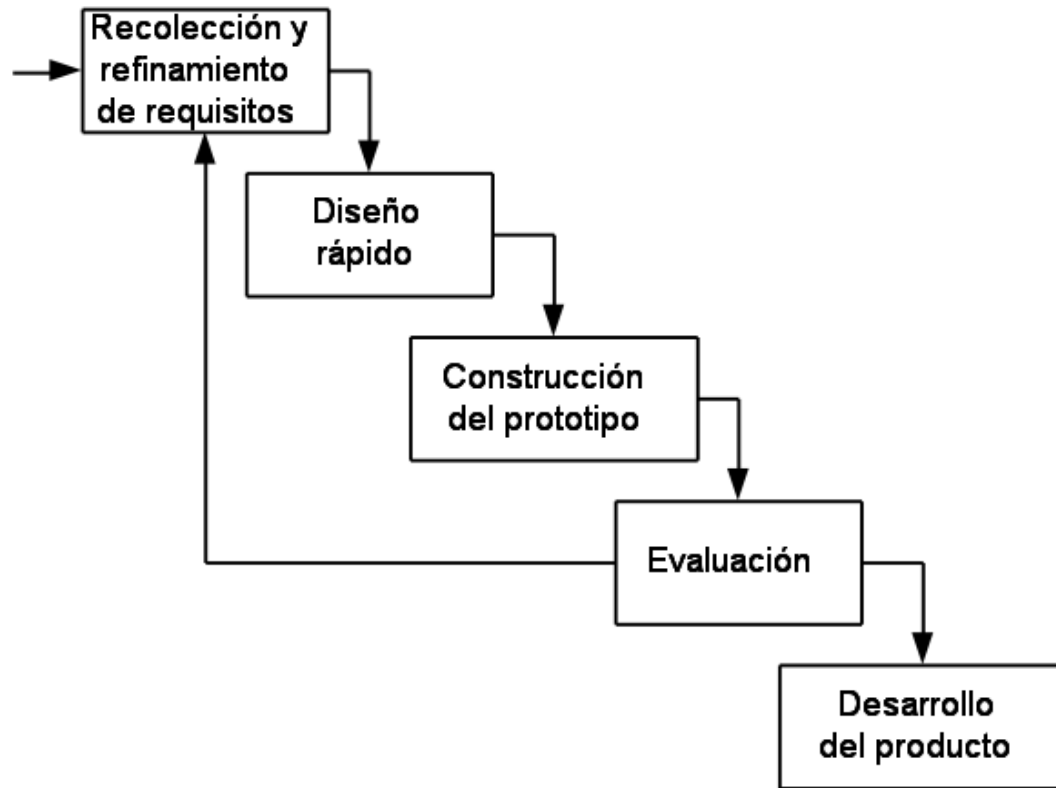 Recolección y
refinamiento
de requisitos
Diseño
rápido
Construcción
del prototipo
Evaluación
Desarrollo
del producto